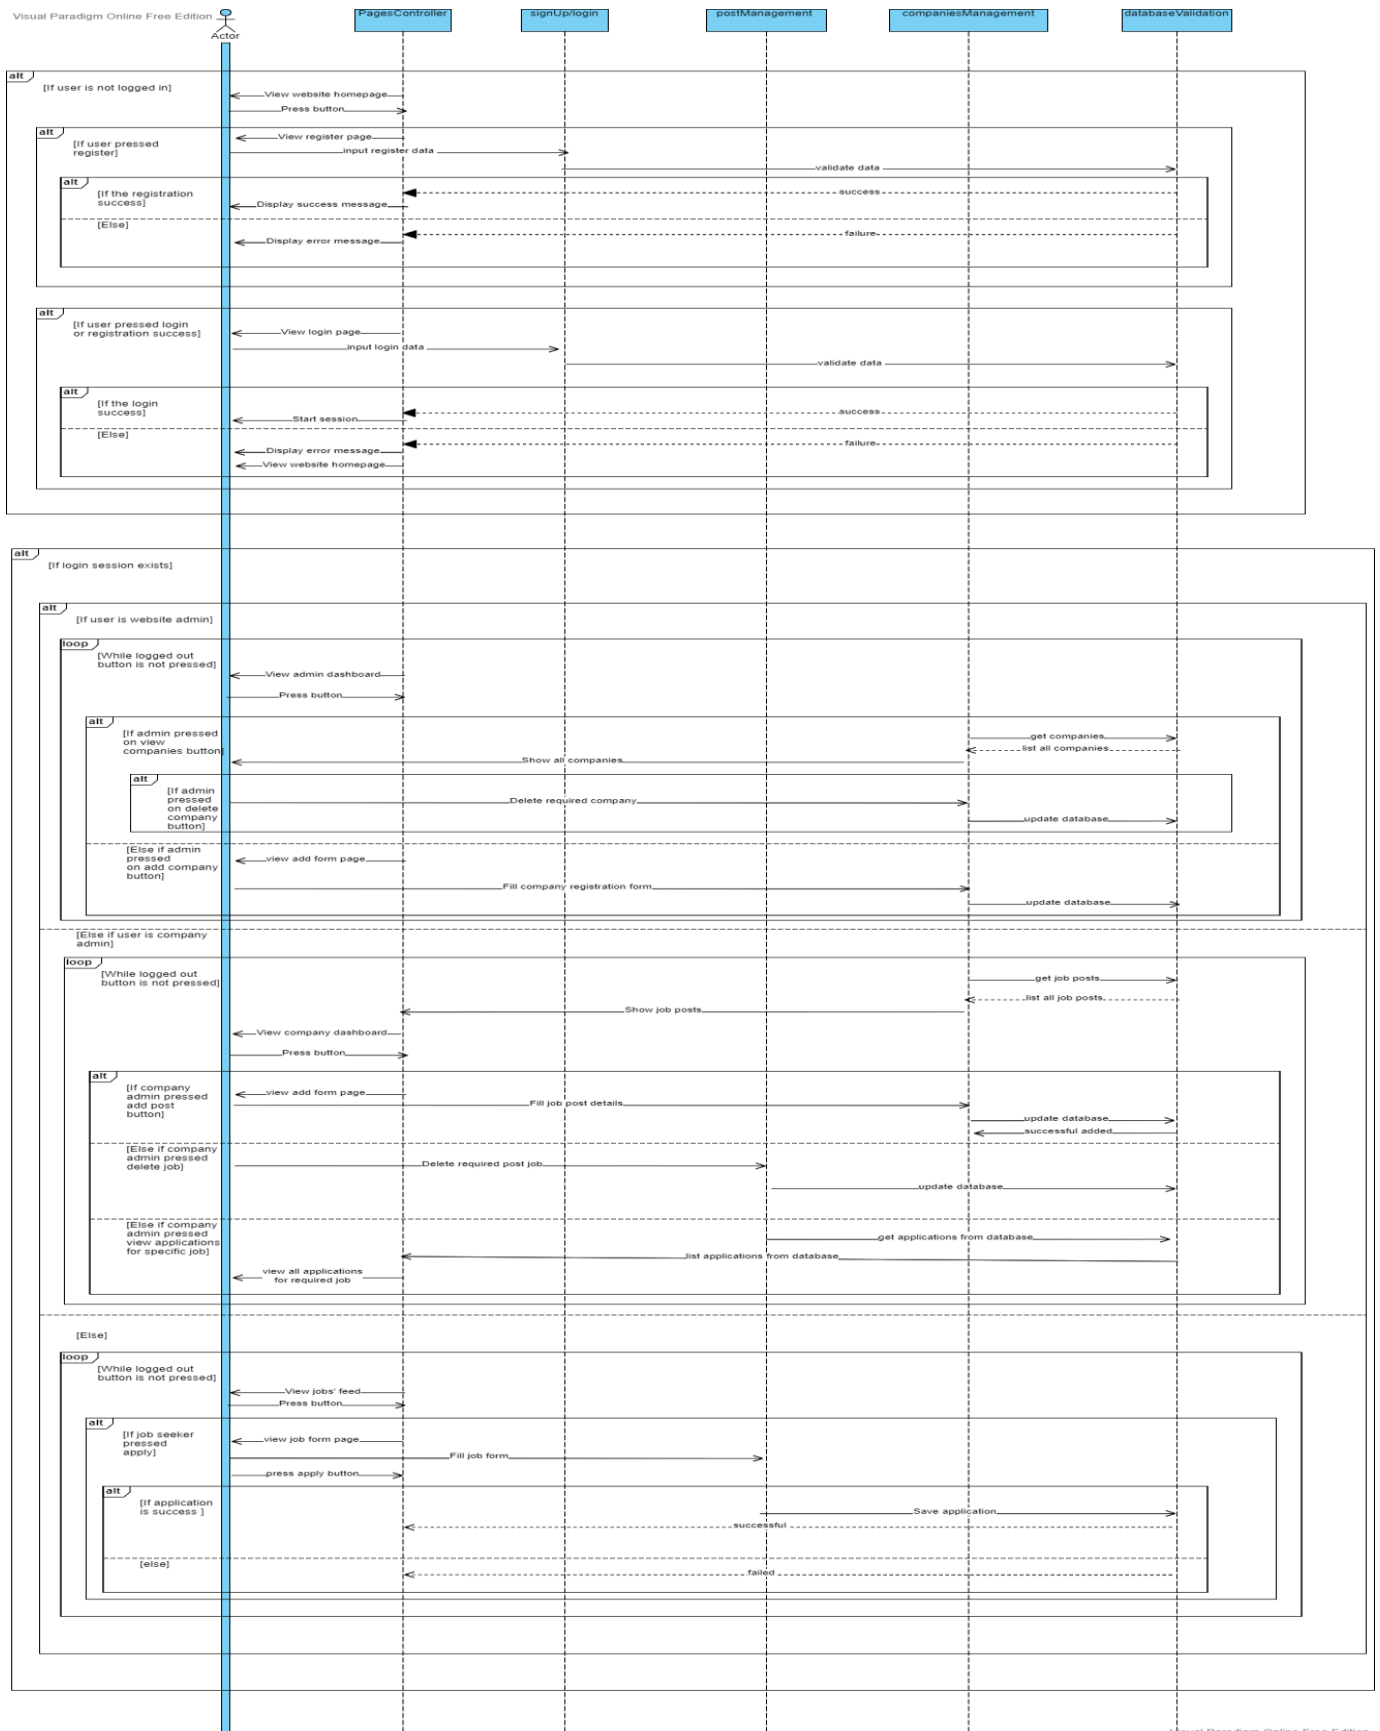 Visual Paradigm Online Free Edition
Actor
PagesController
signUp/login
postManagement
companiesManagement
databaseValidation
alt
[If user is not logged in]
View website homepage
Press button
alt
[If user pressed
register]
View register page
input register data
validate data
alt
[If the registration
success]
success
Display success message
[Else]
failure
Display error message
alt
[If user pressed login
or registration success]
View login page
input login data
validate data
alt
[If the login
success]
success
Start session
[Else]
failure
Display error message
View website homepage
alt
[If login session exists]
alt
[If user is website admin]
loop
[While logged out
button is not pressed]
View admin dashboard
Press button
alt
[If admin pressed
on view
companies button]
get companies
list all companies
Show all companies
alt
[If admin
pressed
on delete
company
button]
Delete required company
update database
[Else if admin
pressed
on add company
button]
view add form page
Fill company registration form
update database
[Else if user is company
admin]
loop
[While logged out
button is not pressed]
get job posts
list all job posts
Show job posts
View company dashboard
Press button
alt
[If company
admin pressed
add post
button]
view add form page
Fill job post details
update database
successful added
[Else if company
admin pressed
delete job]
Delete required post job
update database
[Else if company
admin pressed
view applications
for specific job]
get applications from database
list applications from database
view all applications
for required job
[Else]
loop
[While logged out
button is not pressed]
View jobs' feed
Press button
alt
[If job seeker
pressed
apply]
view job form page
Fill job form
press apply button
alt
[If application
is success ]
Save application
successful
[else]
failed
Visual Paradigm Online Free Edition